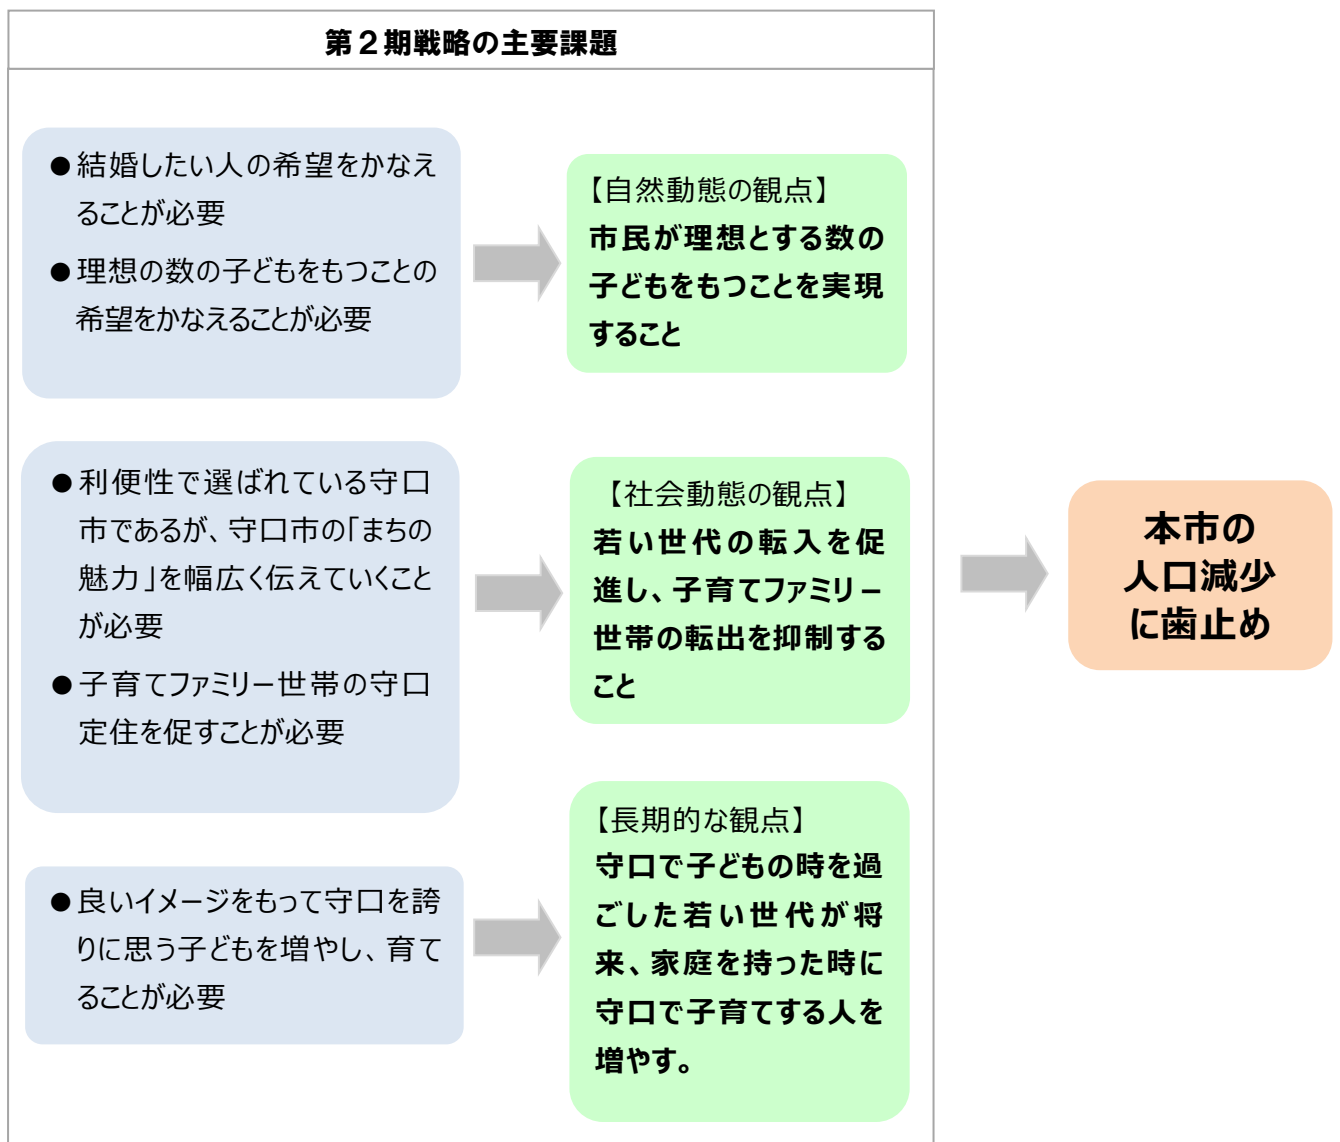 第２期戦略の主要課題
●結婚したい人の希望をかなえ
ることが必要
●理想の数の子どもをもつことの
希望をかなえることが必要
【自然動態の観点】
市民が理想とする数の
子どもをもつことを実現
すること
●利便性で選ばれている守口
市であるが、守口市の「まちの
魅力」を幅広く伝えていくこと
が必要
●子育てファミリー世帯の守口
定住を促すことが必要
【社会動態の観点】
若い世代の転入を促
進し、子育てファミリー
世帯の転出を抑制する
こと
●良いイメージをもって守口を誇
りに思う子どもを増やし、育て
ることが必要
【長期的な観点】
守口で子どもの時を過
ごした若い世代が将
来、家庭を持った時に
守口で子育てする人を
増やす。
本市の
人口減少
に歯止め